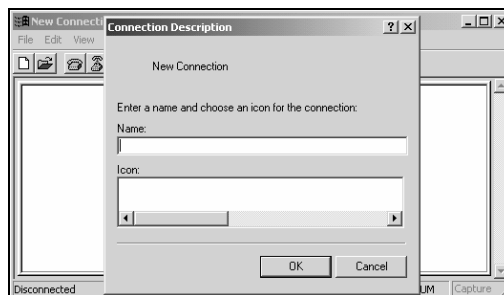 New Connecti
Connection Description
File Edit View
New Connection
Enter a name and choose an icon for the connection:
Name:
Icon:
OK Cancel
Disconnected
UM
Capture